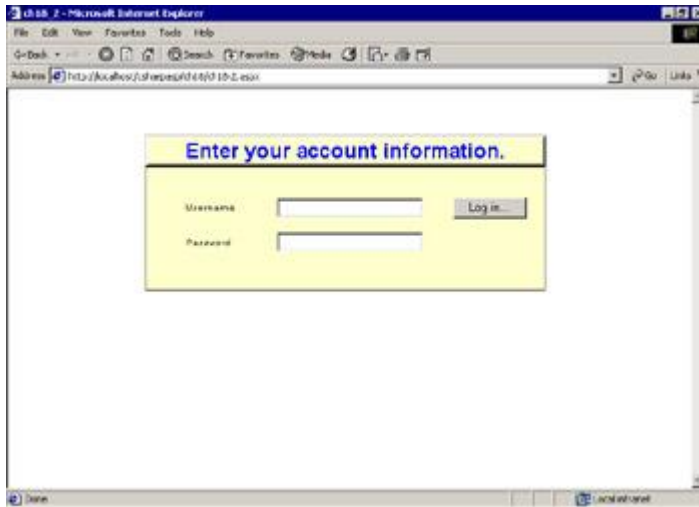 ch18_2 - Microsoft Internet Explorer
File Edit View Favorites Tools Help
Back Search Favorites Media
Address Go Links
Enter your account information.
Username
Log in...
Password
Done Local intranet